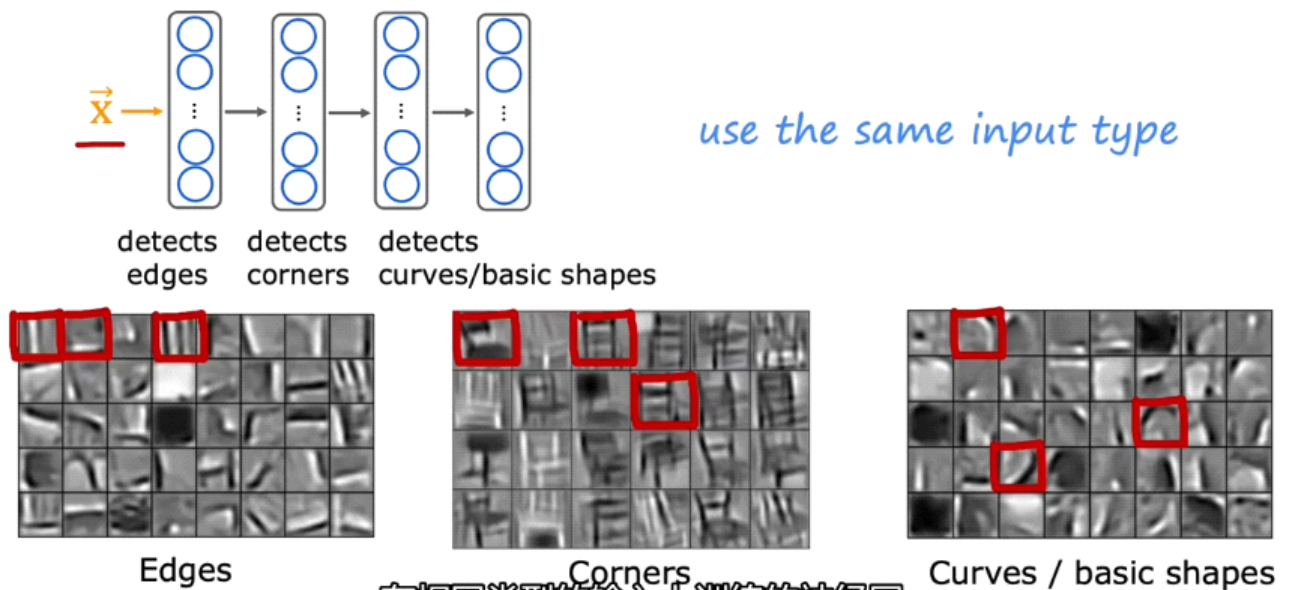 x
use the same input type
detects
edges
detects
corners
detects
curves/basic shapes
Edges
Corners
Curves / basic shapes